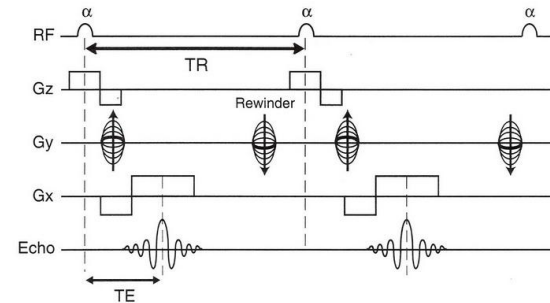 α α α
RF
TR
Gz
Rewinder
Gy
Gx
Echo
TE